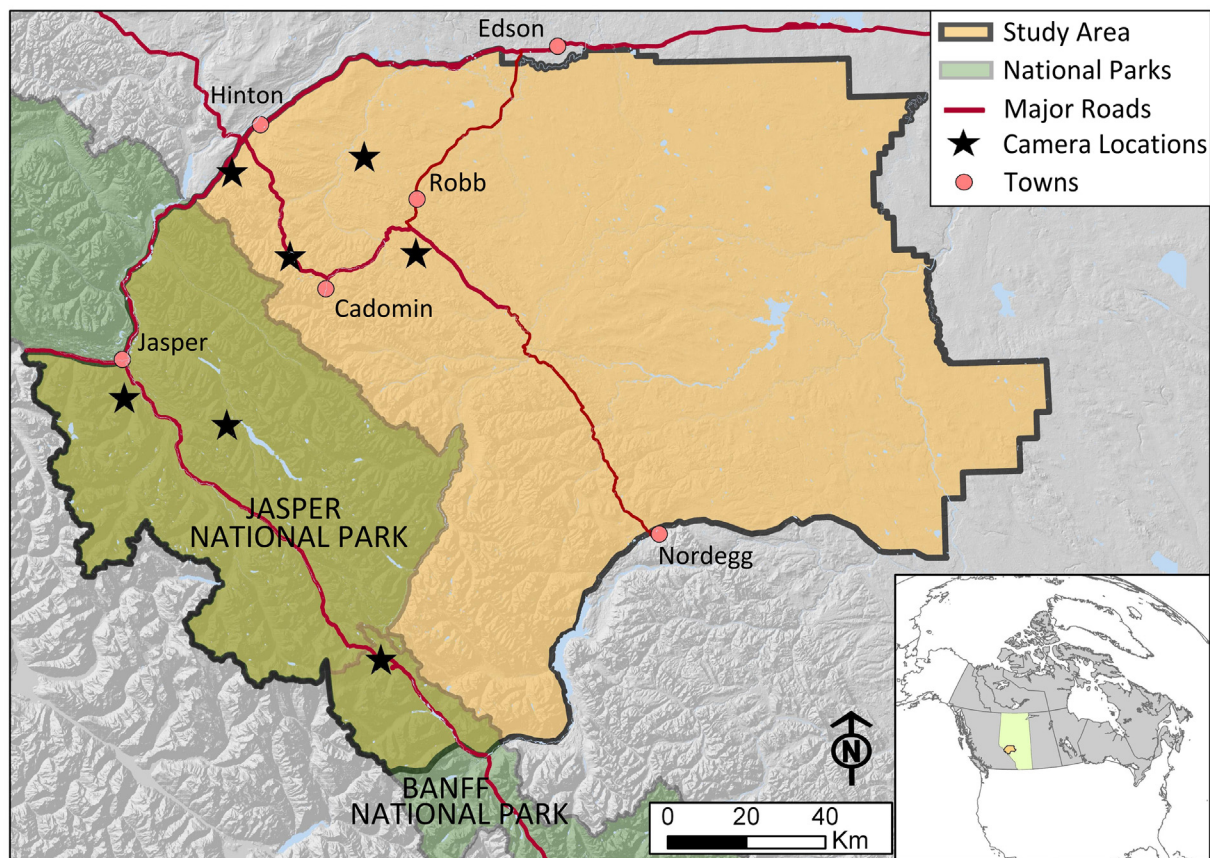 Edson
Hinton
Robb
Cadomin
Jasper
JASPER
NATIONAL PARK
Nordegg
BANFF
NATIONAL PARK
Study Area
National Parks
Major Roads
Camera Locations
Towns
N
0 20 40
Km